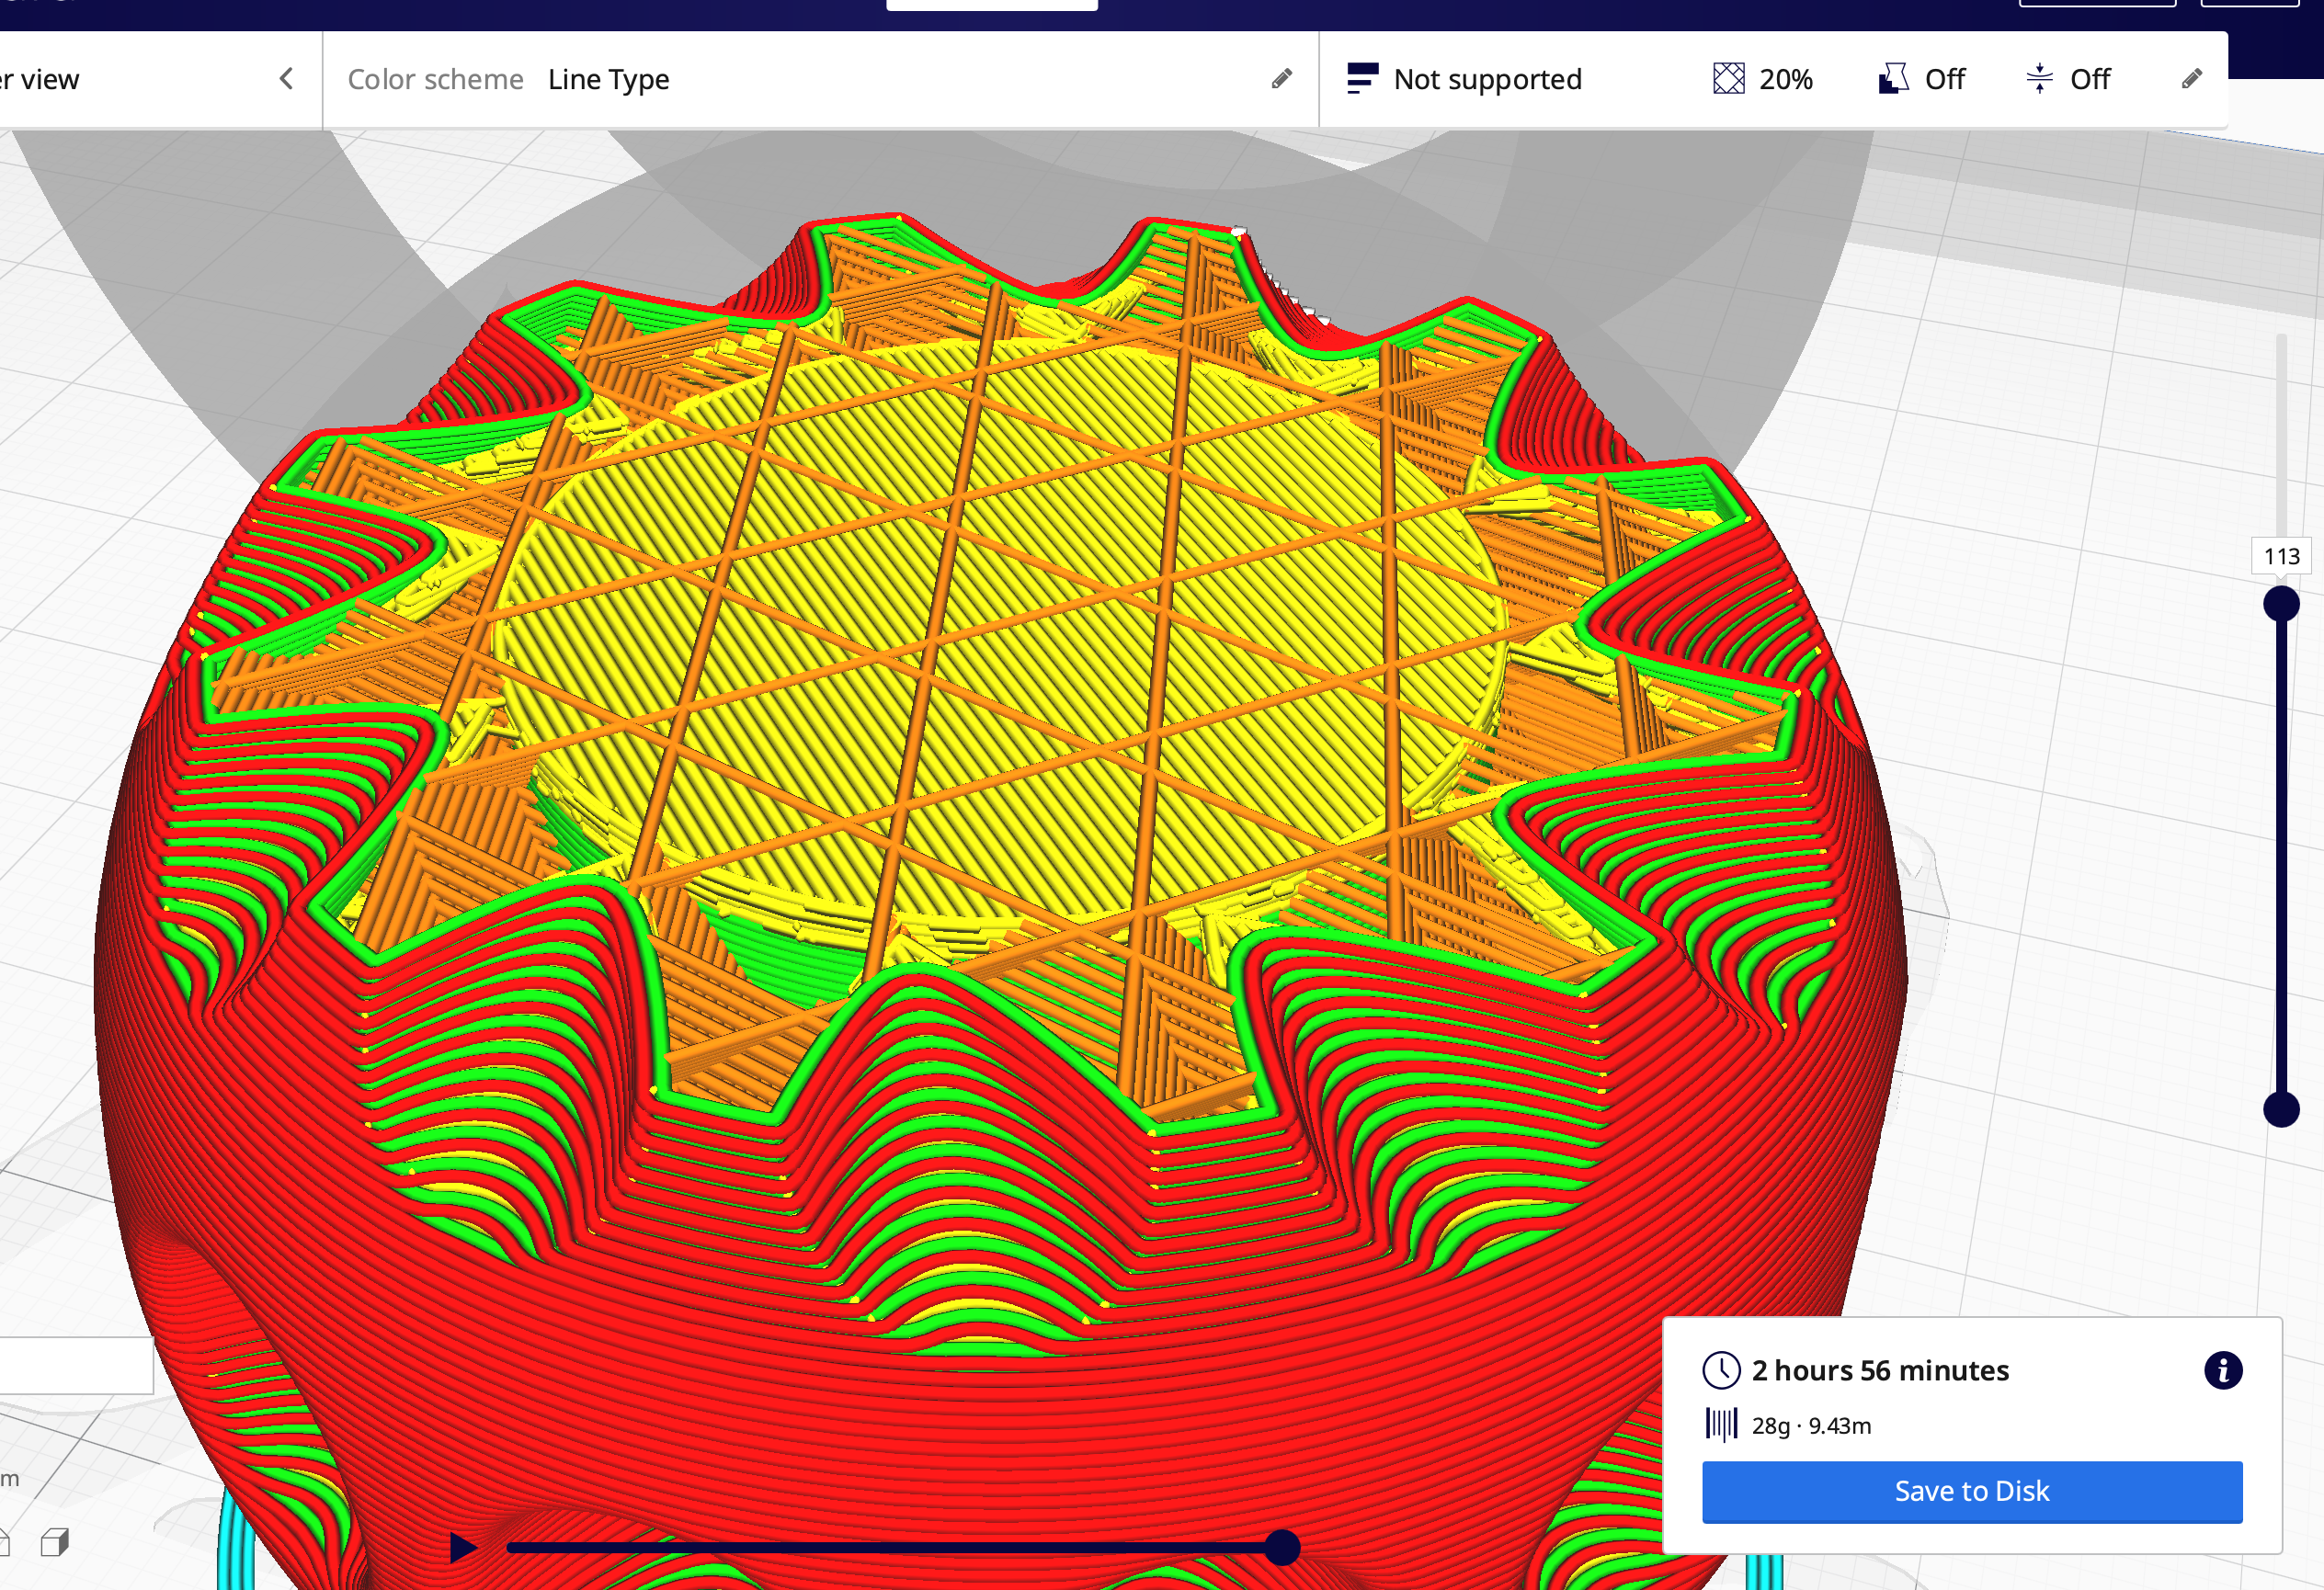 er view
Color scheme Line Type
Not supported 20% Off Off
113
2 hours 56 minutes
28g · 9.43m
Save to Disk
m